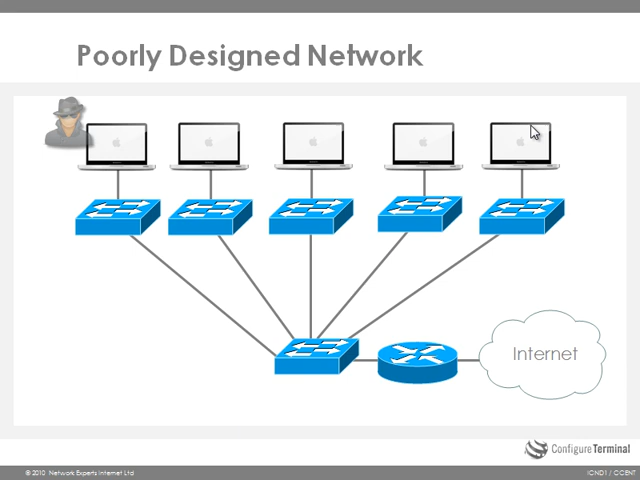 Poorly Designed Network
Internet
Configure Terminal
© 2010 Network Experts Internet Ltd
ICND1 / CCENT